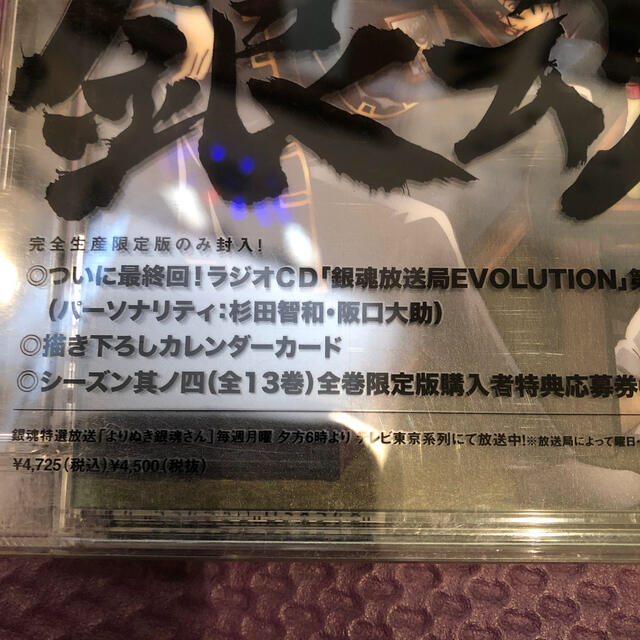 銀魂
完全生産限定版のみ封入!
◎ついに最終回!ラジオCD「銀魂放送局EVOLUTION」第
(パーソナリティ:杉田智和・阪口大助)
◎描き下ろしカレンダーカード
◎シーズン其ノ四(全13巻)全巻限定版購入者特典応募券
銀魂特選放送「よりぬき銀魂さん」毎週月曜 夕方6時より テレビ東京系列にて放送中!※放送局によって曜日・
¥4,725(税込)¥4,500(税抜)